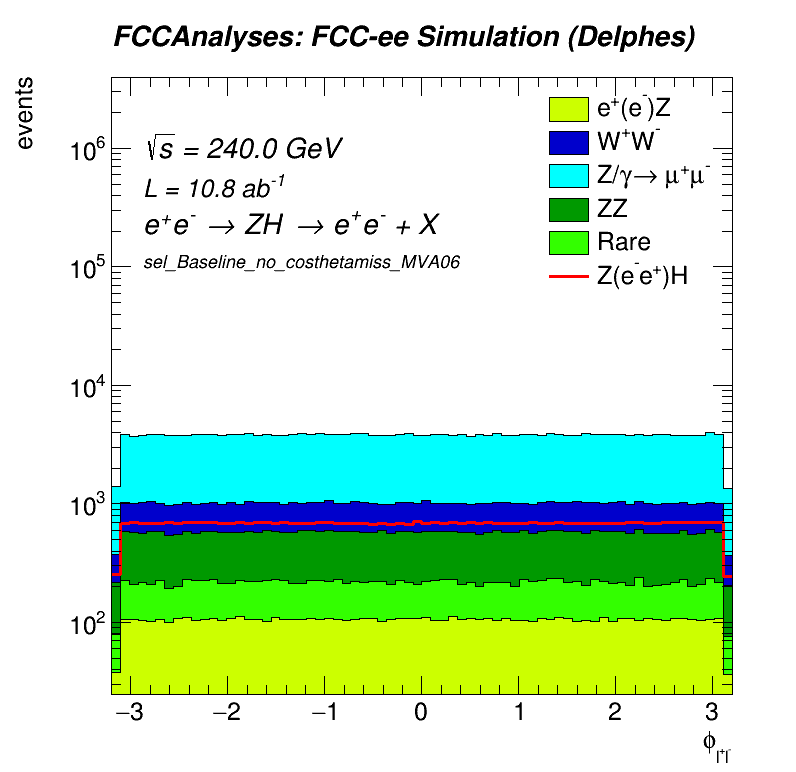 FCCAnalyses: FCC-ee Simulation (Delphes)
events
√s = 240.0 GeV
L = 10.8 ab⁻¹
e⁺e⁻ → ZH → e⁺e⁻ + X
sel_Baseline_no_costhetamiss_MVA06
e⁺(e⁻)Z
W⁺W⁻
Z/γ→ μ⁺μ⁻
ZZ
Rare
Z(e⁻e⁺)H
10⁶
10⁵
10⁴
10³
10²
−3 −2 −1 0 1 2 3
ϕ l⁺l⁻